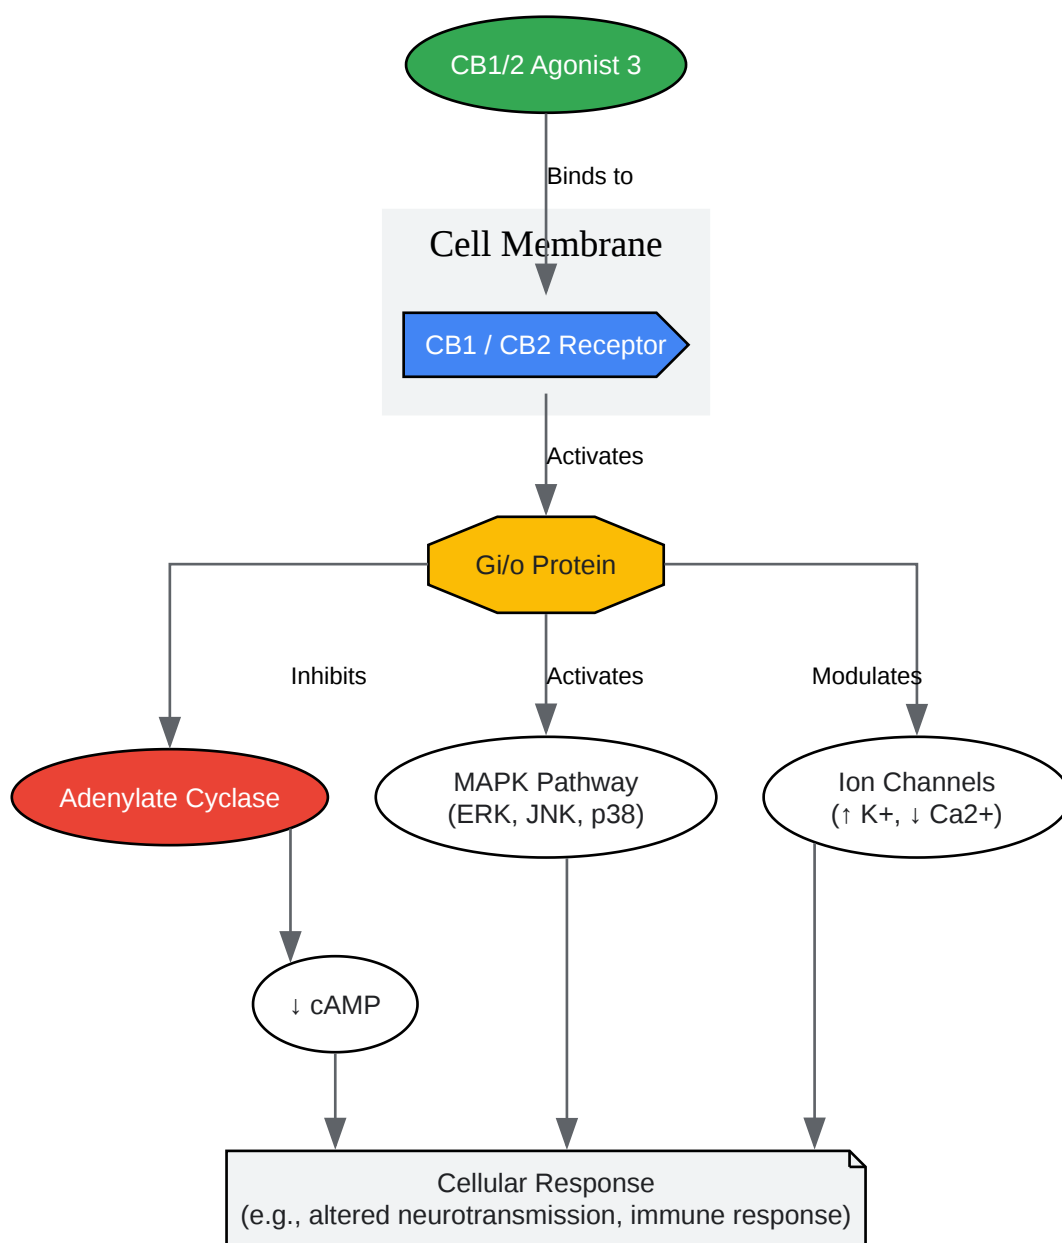 CB1/2 Agonist 3
Binds to
Cell Membrane
CB1 / CB2 Receptor
Activates
Gi/o Protein
Inhibits
Activates
Modulates
Adenylate Cyclase
MAPK Pathway
(ERK, JNK, p38)
Ion Channels
(↑ K+, ↓ Ca2+)
↓ cAMP
Cellular Response
(e.g., altered neurotransmission, immune response)